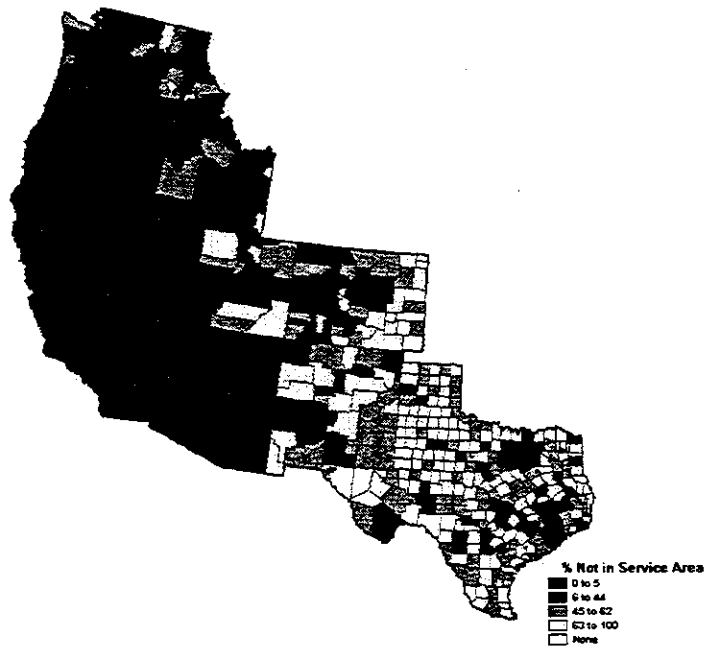 % Not in Service Area
0 to 5
6 to 44
45 to 62
63 to 100
None